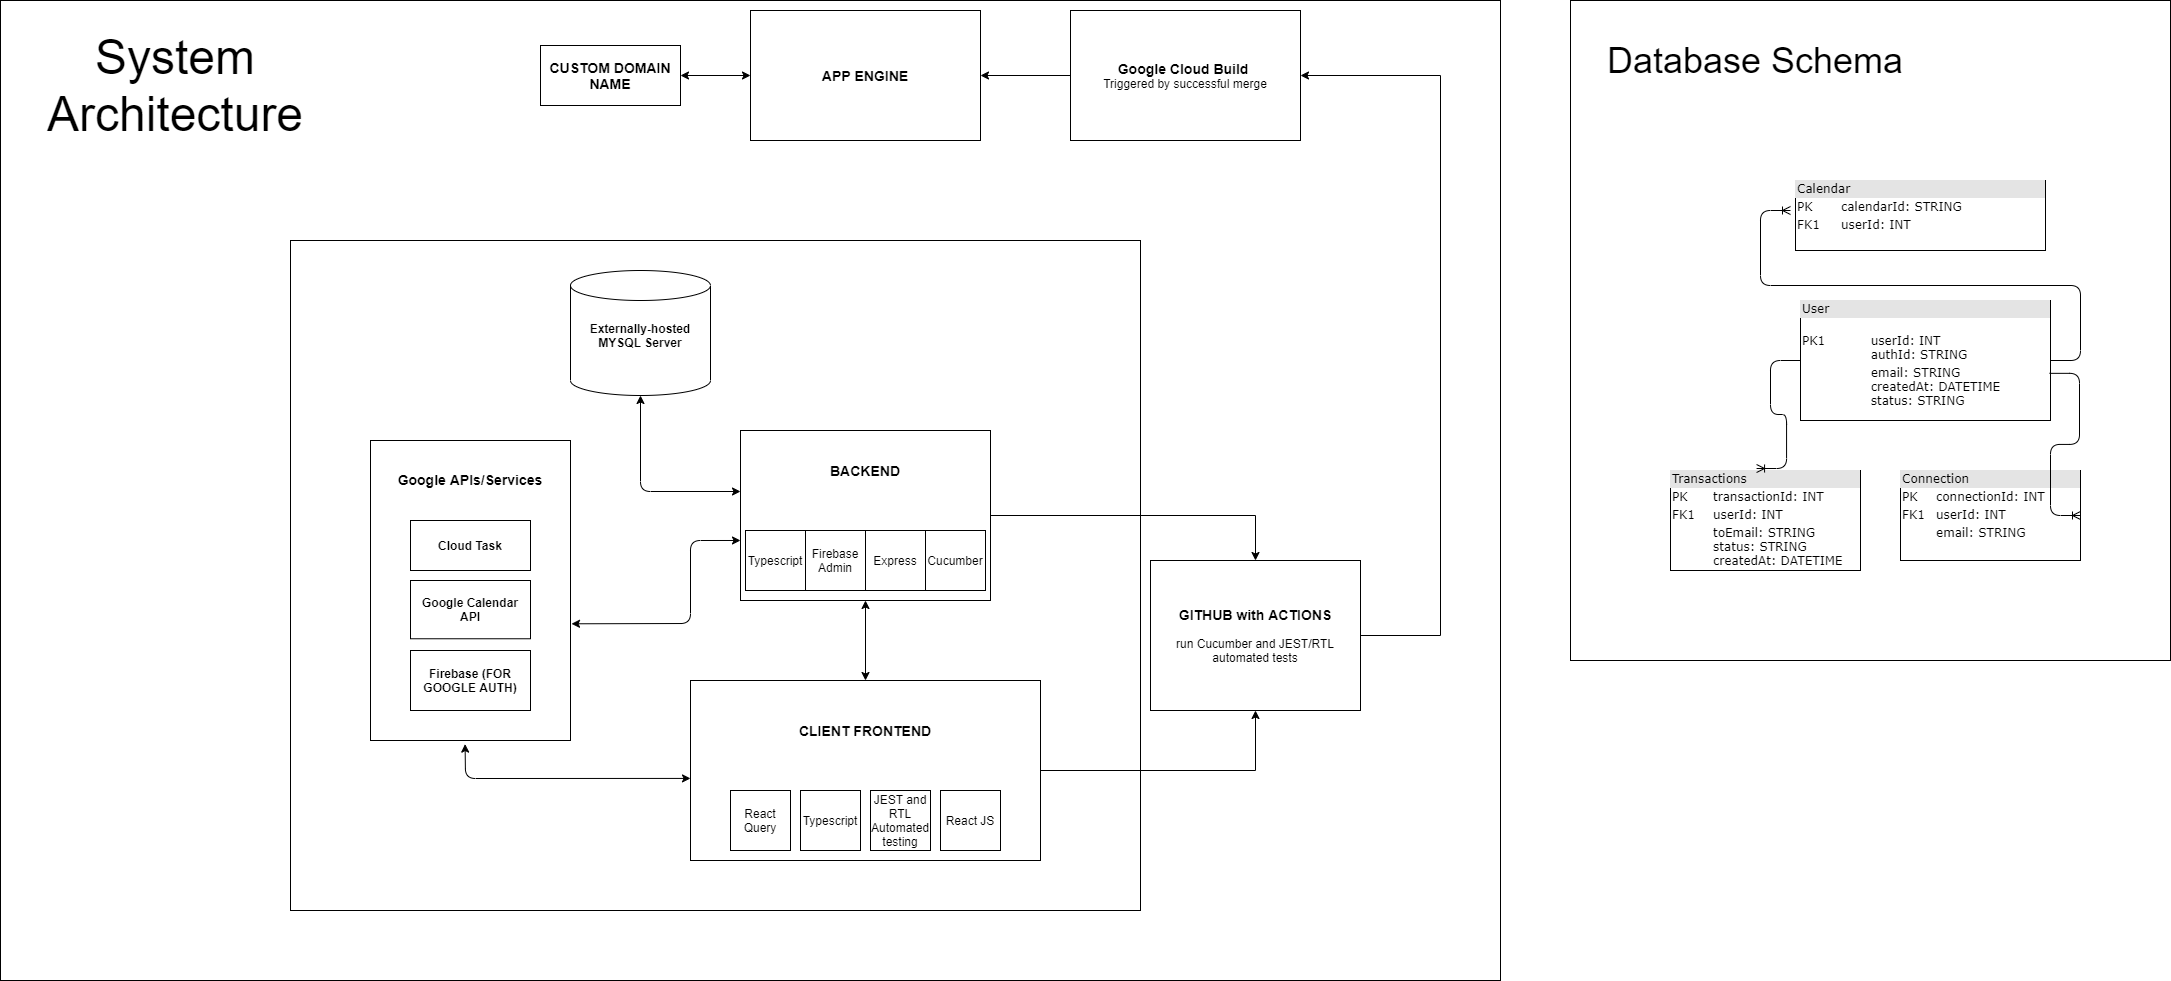 System
Architecture
CUSTOM DOMAIN
NAME
APP ENGINE
Google Cloud Build
Triggered by successful merge
Externally-hosted
MYSQL Server
Google APIs/Services
Cloud Task
Google Calendar
API
Firebase (FOR
GOOGLE AUTH)
BACKEND
Typescript
Firebase
Admin
Express
Cucumber
CLIENT FRONTEND
React
Query
Typescript
JEST and
RTL
Automated
testing
React JS
GITHUB with ACTIONS
run Cucumber and JEST/RTL
automated tests
Database Schema
Calendar
PK calendarId: STRING
FK1 userId: INT
User
PK1 userId: INT
authId: STRING
email: STRING
createdAt: DATETIME
status: STRING
Transactions
PK transactionId: INT
FK1 userId: INT
toEmail: STRING
status: STRING
createdAt: DATETIME
Connection
PK connectionId: INT
FK1 userId: INT
email: STRING